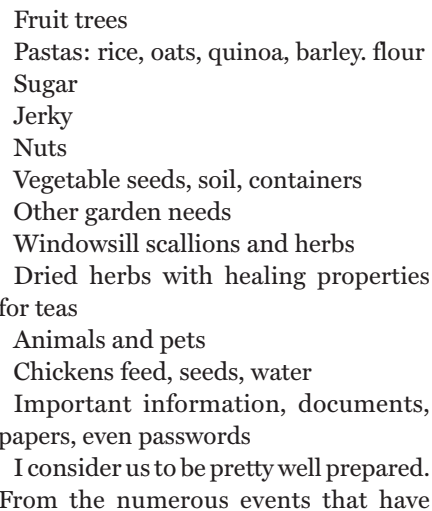 Fruit trees
Pastas: rice, oats, quinoa, barley. flour
Sugar
Jerky
Nuts
Vegetable seeds, soil, containers
Other garden needs
Windowsill scallions and herbs
Dried herbs with healing properties
for teas
Animals and pets
Chickens feed, seeds, water
Important information, documents,
papers, even passwords
I consider us to be pretty well prepared.
From the numerous events that have